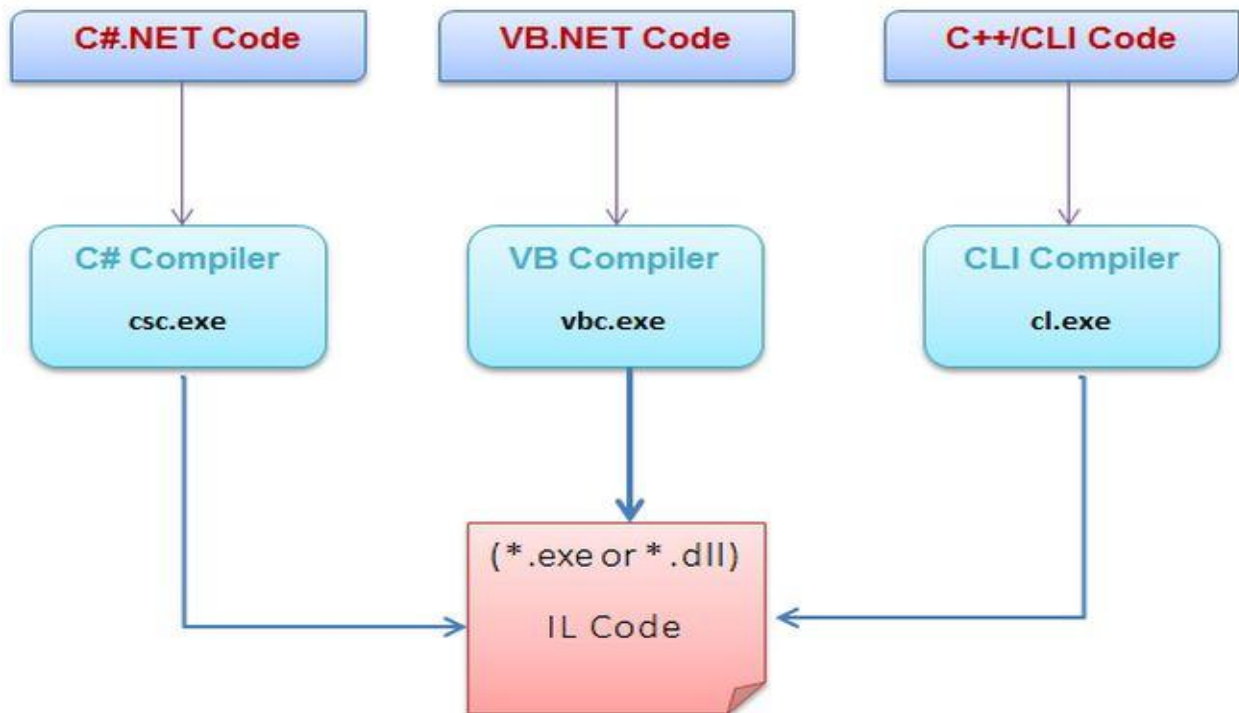 C#.NET Code
VB.NET Code
C++/CLI Code
C# Compiler
csc.exe
VB Compiler
vbc.exe
CLI Compiler
cl.exe
(*.exe or *.dll)
IL Code